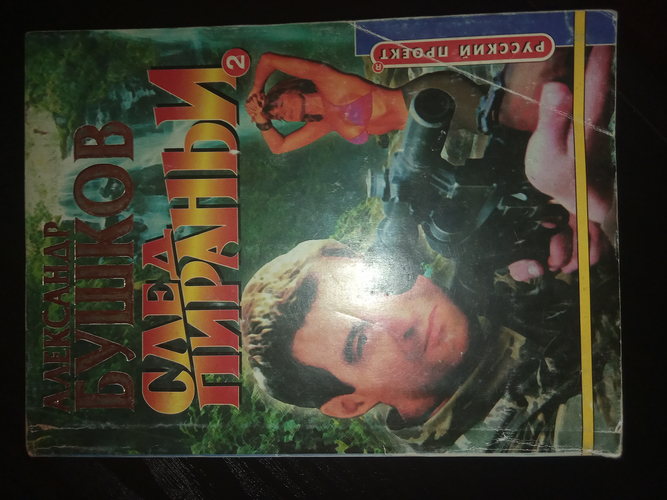 АЛЕКСАНДР
БУШКОВ
СЛЕД
ПИРАНЬИ
2
РУССКИЙ ПРОЕКТ
®